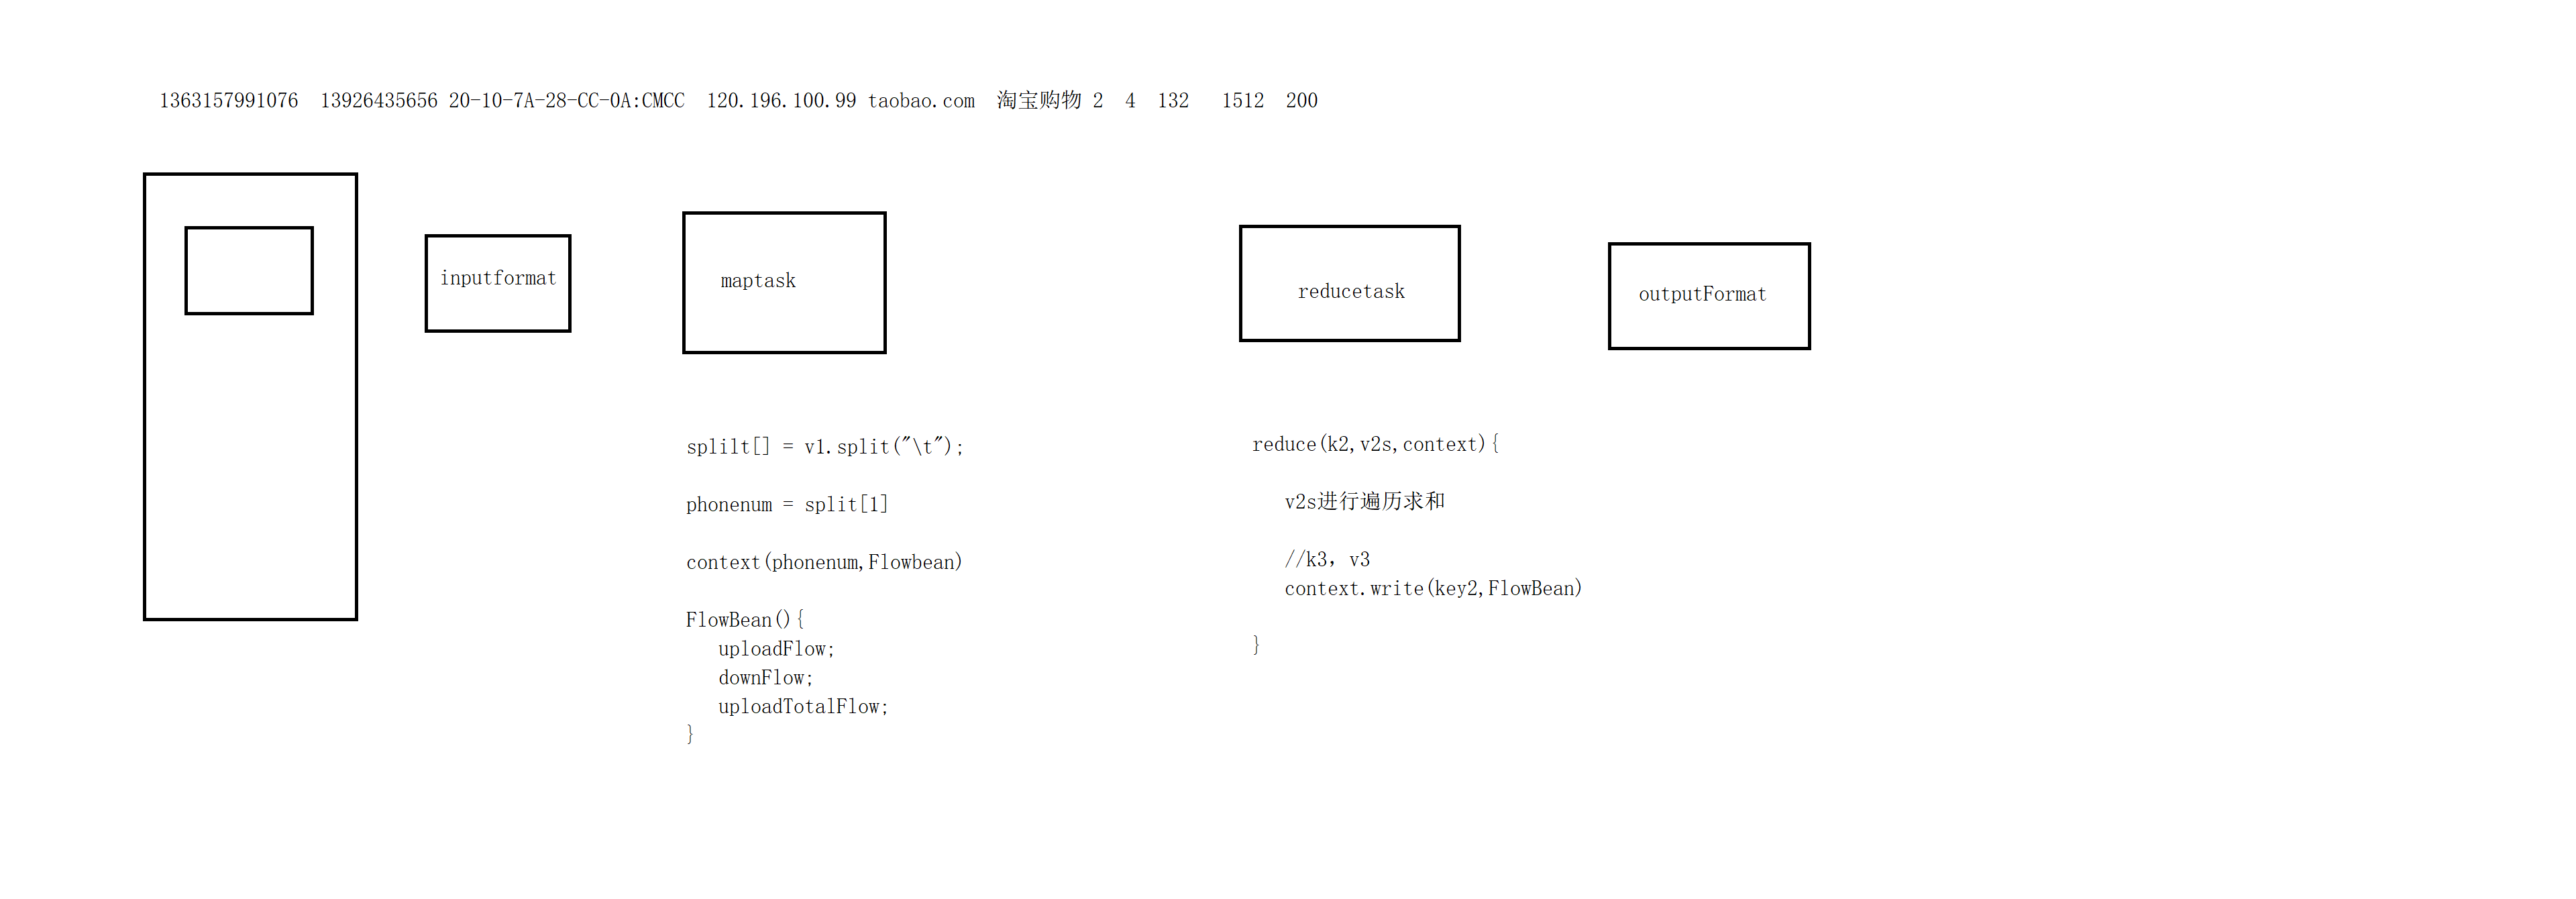 1363157991076  13926435656 20-10-7A-28-CC-0A:CMCC  120.196.100.99 taobao.com  淘宝购物 2  4  132   1512  200
inputformat
maptask
reducetask
outputFormat
splilt[] = v1.split("\t");
phonenum = split[1]
context(phonenum,Flowbean)
FlowBean(){
   uploadFlow;
   downFlow;
   uploadTotalFlow;
}
reduce(k2,v2s,context){
   v2s进行遍历求和
   //k3，v3
   context.write(key2,FlowBean)
}